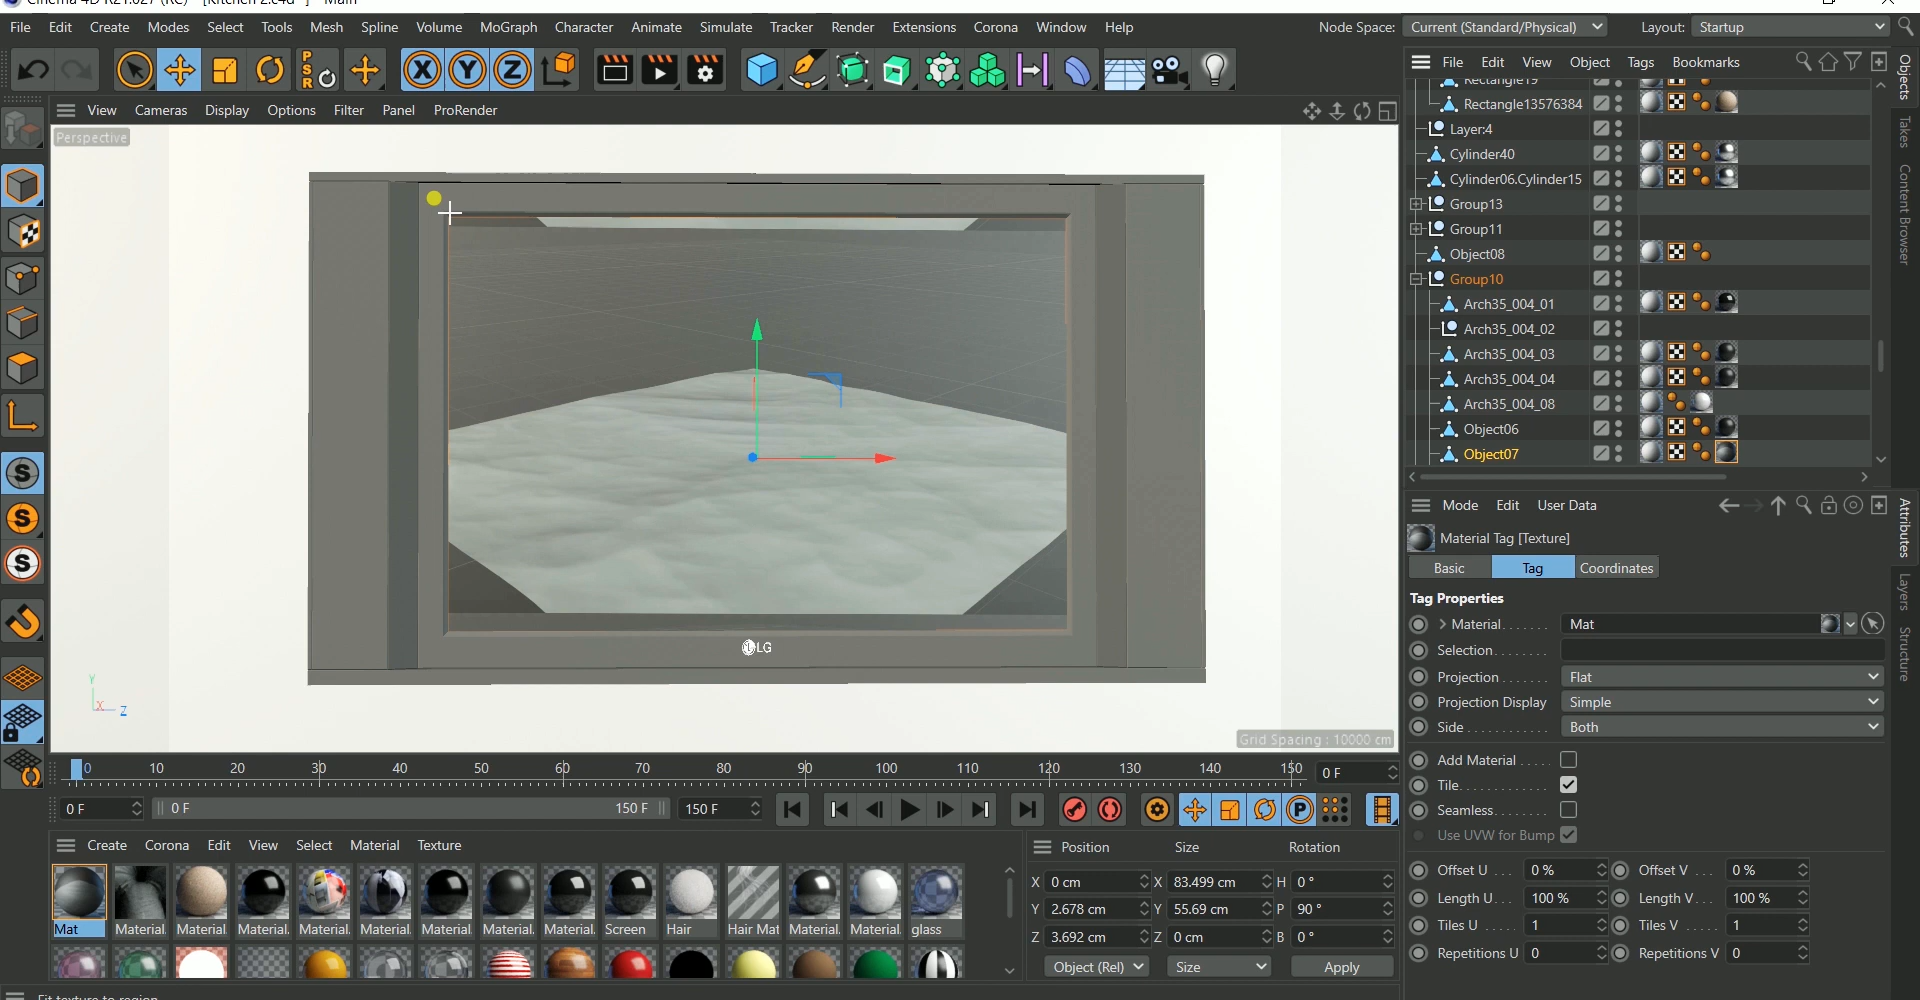 File Edit Create Modes Select Tools Mesh Spline Volume MoGraph Character Animate Simulate Tracker Render Extensions Corona Window Help Node Space: Current (Standard/Physical) Layout: Startup
PSR X Y Z
File Edit View Object Tags Bookmarks
View Cameras Display Options Filter Panel ProRender
Perspective
Rectangle19
Rectangle13576384
Layer:4
Cylinder40
Cylinder06.Cylinder15
Group13
Group11
Object08
Group10
Arch35_004_01
Arch35_004_02
Arch35_004_03
Arch35_004_04
Arch35_004_08
Object06
Object07
Objects
Takes
Content Browser
Mode Edit User Data
Material Tag [Texture]
Basic Tag Coordinates
Tag Properties
Material....... Mat
Selection........
Projection....... Flat
Projection Display Simple
Side............ Both
Add Material.....
Tile.............
Seamless.........
Use UVW for Bump
Offset U ... 0 % Offset V ... 0 %
Length U... 100 % Length V... 100 %
Tiles U ..... 1 Tiles V ..... 1
Repetitions U 0 Repetitions V 0
Attributes
Layers
Structure
LG
Y
X Z
Grid Spacing : 10000 cm
0 10 20 30 40 50 60 70 80 90 100 110 120 130 140 150 0 F
0 F 0 F 150 F 150 F
P
Create Corona Edit View Select Material Texture
Mat Material Material Material Material Material Material Material Material Screen Hair Hair Mat Material Material glass
Position Size Rotation
X 0 cm X 83.499 cm H 0 °
Y 2.678 cm Y 55.69 cm P 90 °
Z 3.692 cm Z 0 cm B 0 °
Object (Rel) Size Apply